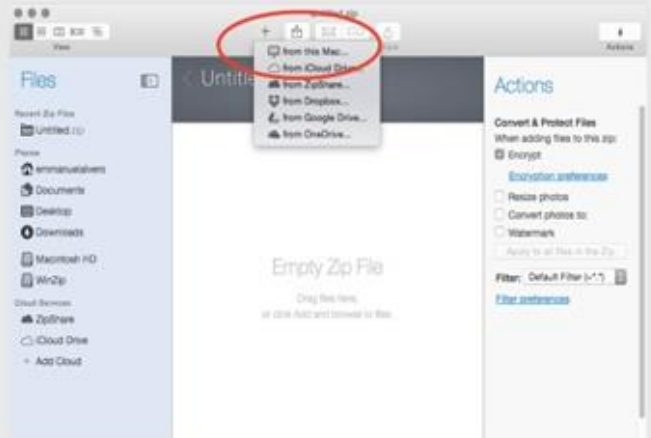 View
Actions
from this Mac...
from iCloud Drive...
from ZipShare...
from Dropbox...
from Google Drive...
from OneDrive...
Files
Recent Zip Files
Untitled.zip
Places
emmanuelalvero
Documents
Desktop
Downloads
Macintosh HD
WinZip
Cloud Services
ZipShare
iCloud Drive
+ Add Cloud
Empty Zip File
Drag files here,
or click Add and browse to files.
Actions
Convert & Protect Files
When adding files to this zip:
Encrypt
Encryption preferences
Resize photos
Convert photos to:
Watermark
Apply to all files in the Zip
Filter: Default Filter (*.*)
Filter preferences